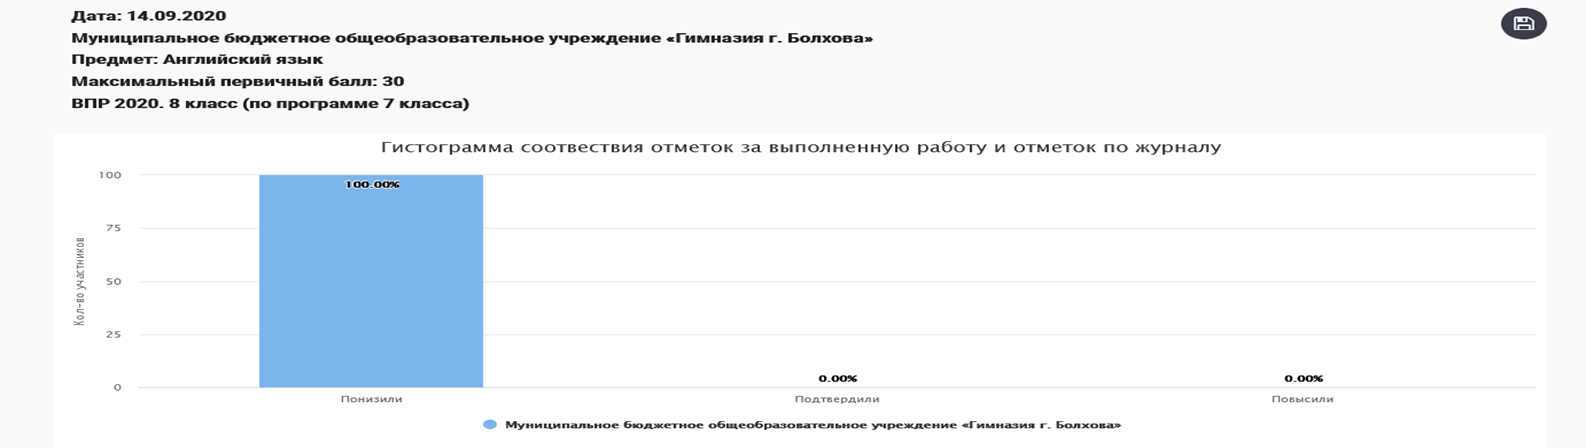 Дата: 14.09.2020
Муниципальное бюджетное общеобразовательное учреждение «Гимназия г. Болхова»
Предмет: Английский язык
Максимальный первичный балл: 30
ВПР 2020. 8 класс (по программе 7 класса)
Гистограмма соотвествия отметок за выполненную работу и отметок по журналу
100
75
50
25
0
Кол-во участников
100.00%
0.00%
0.00%
Понизили
Подтвердили
Повысили
Муниципальное бюджетное общеобразовательное учреждение «Гимназия г. Болхова»